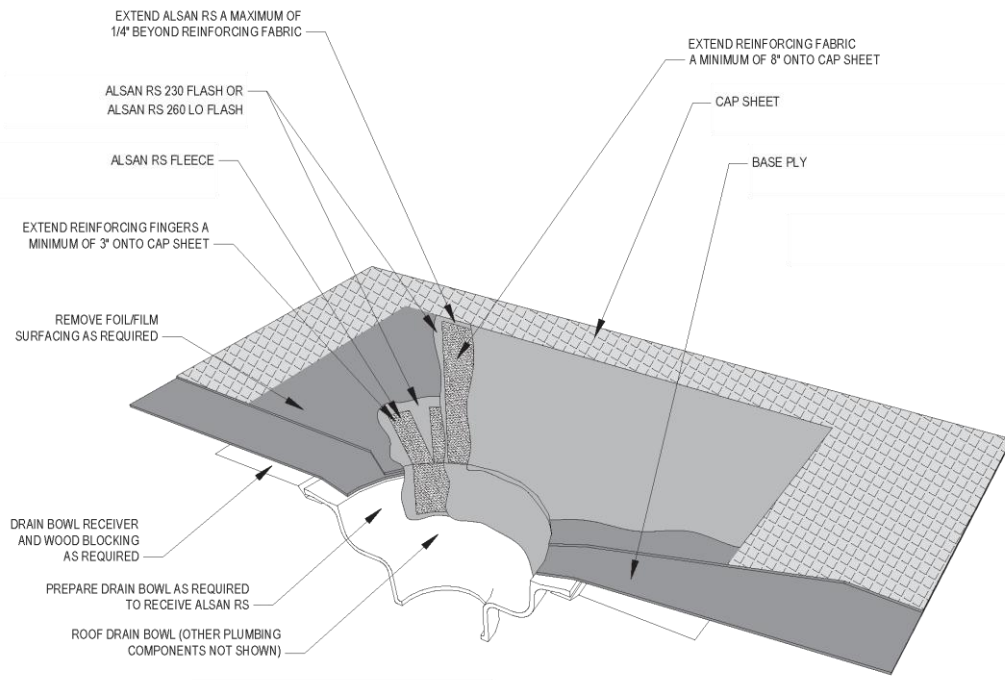 EXTEND ALSAN RS A MAXIMUM OF
1/4" BEYOND REINFORCING FABRIC
ALSAN RS 230 FLASH OR
ALSAN RS 260 LO FLASH
ALSAN RS FLEECE
EXTEND REINFORCING FINGERS A
MINIMUM OF 3" ONTO CAP SHEET
REMOVE FOIL/FILM
SURFACING AS REQUIRED
DRAIN BOWL RECEIVER
AND WOOD BLOCKING
AS REQUIRED
PREPARE DRAIN BOWL AS REQUIRED
TO RECEIVE ALSAN RS
ROOF DRAIN BOWL (OTHER PLUMBING
COMPONENTS NOT SHOWN)
EXTEND REINFORCING FABRIC
A MINIMUM OF 8" ONTO CAP SHEET
CAP SHEET
BASE PLY